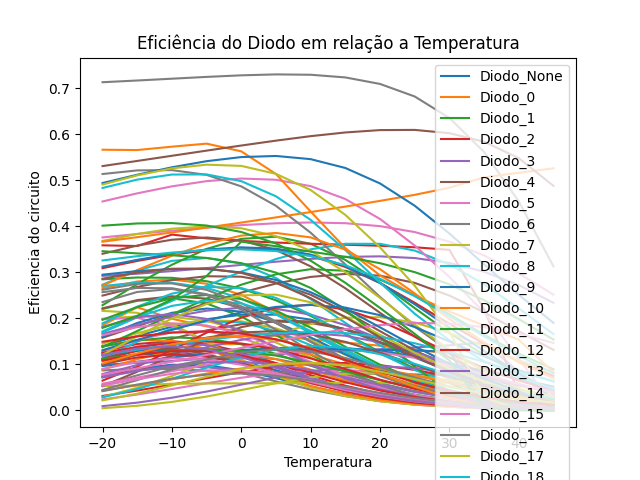 Eficiência do Diodo em relação a Temperatura
Eficiencia do circuito
0.7
0.6
0.5
0.4
0.3
0.2
0.1
0.0
Diodo_None
Diodo_0
Diodo_1
Diodo_2
Diodo_3
Diodo_4
Diodo_5
Diodo_6
Diodo_7
Diodo_8
Diodo_9
Diodo_10
Diodo_11
Diodo_12
Diodo_13
Diodo_14
Diodo_15
Diodo_16
Diodo_17
Diodo_18
−20
−10
0
10
20
30
40
Temperatura